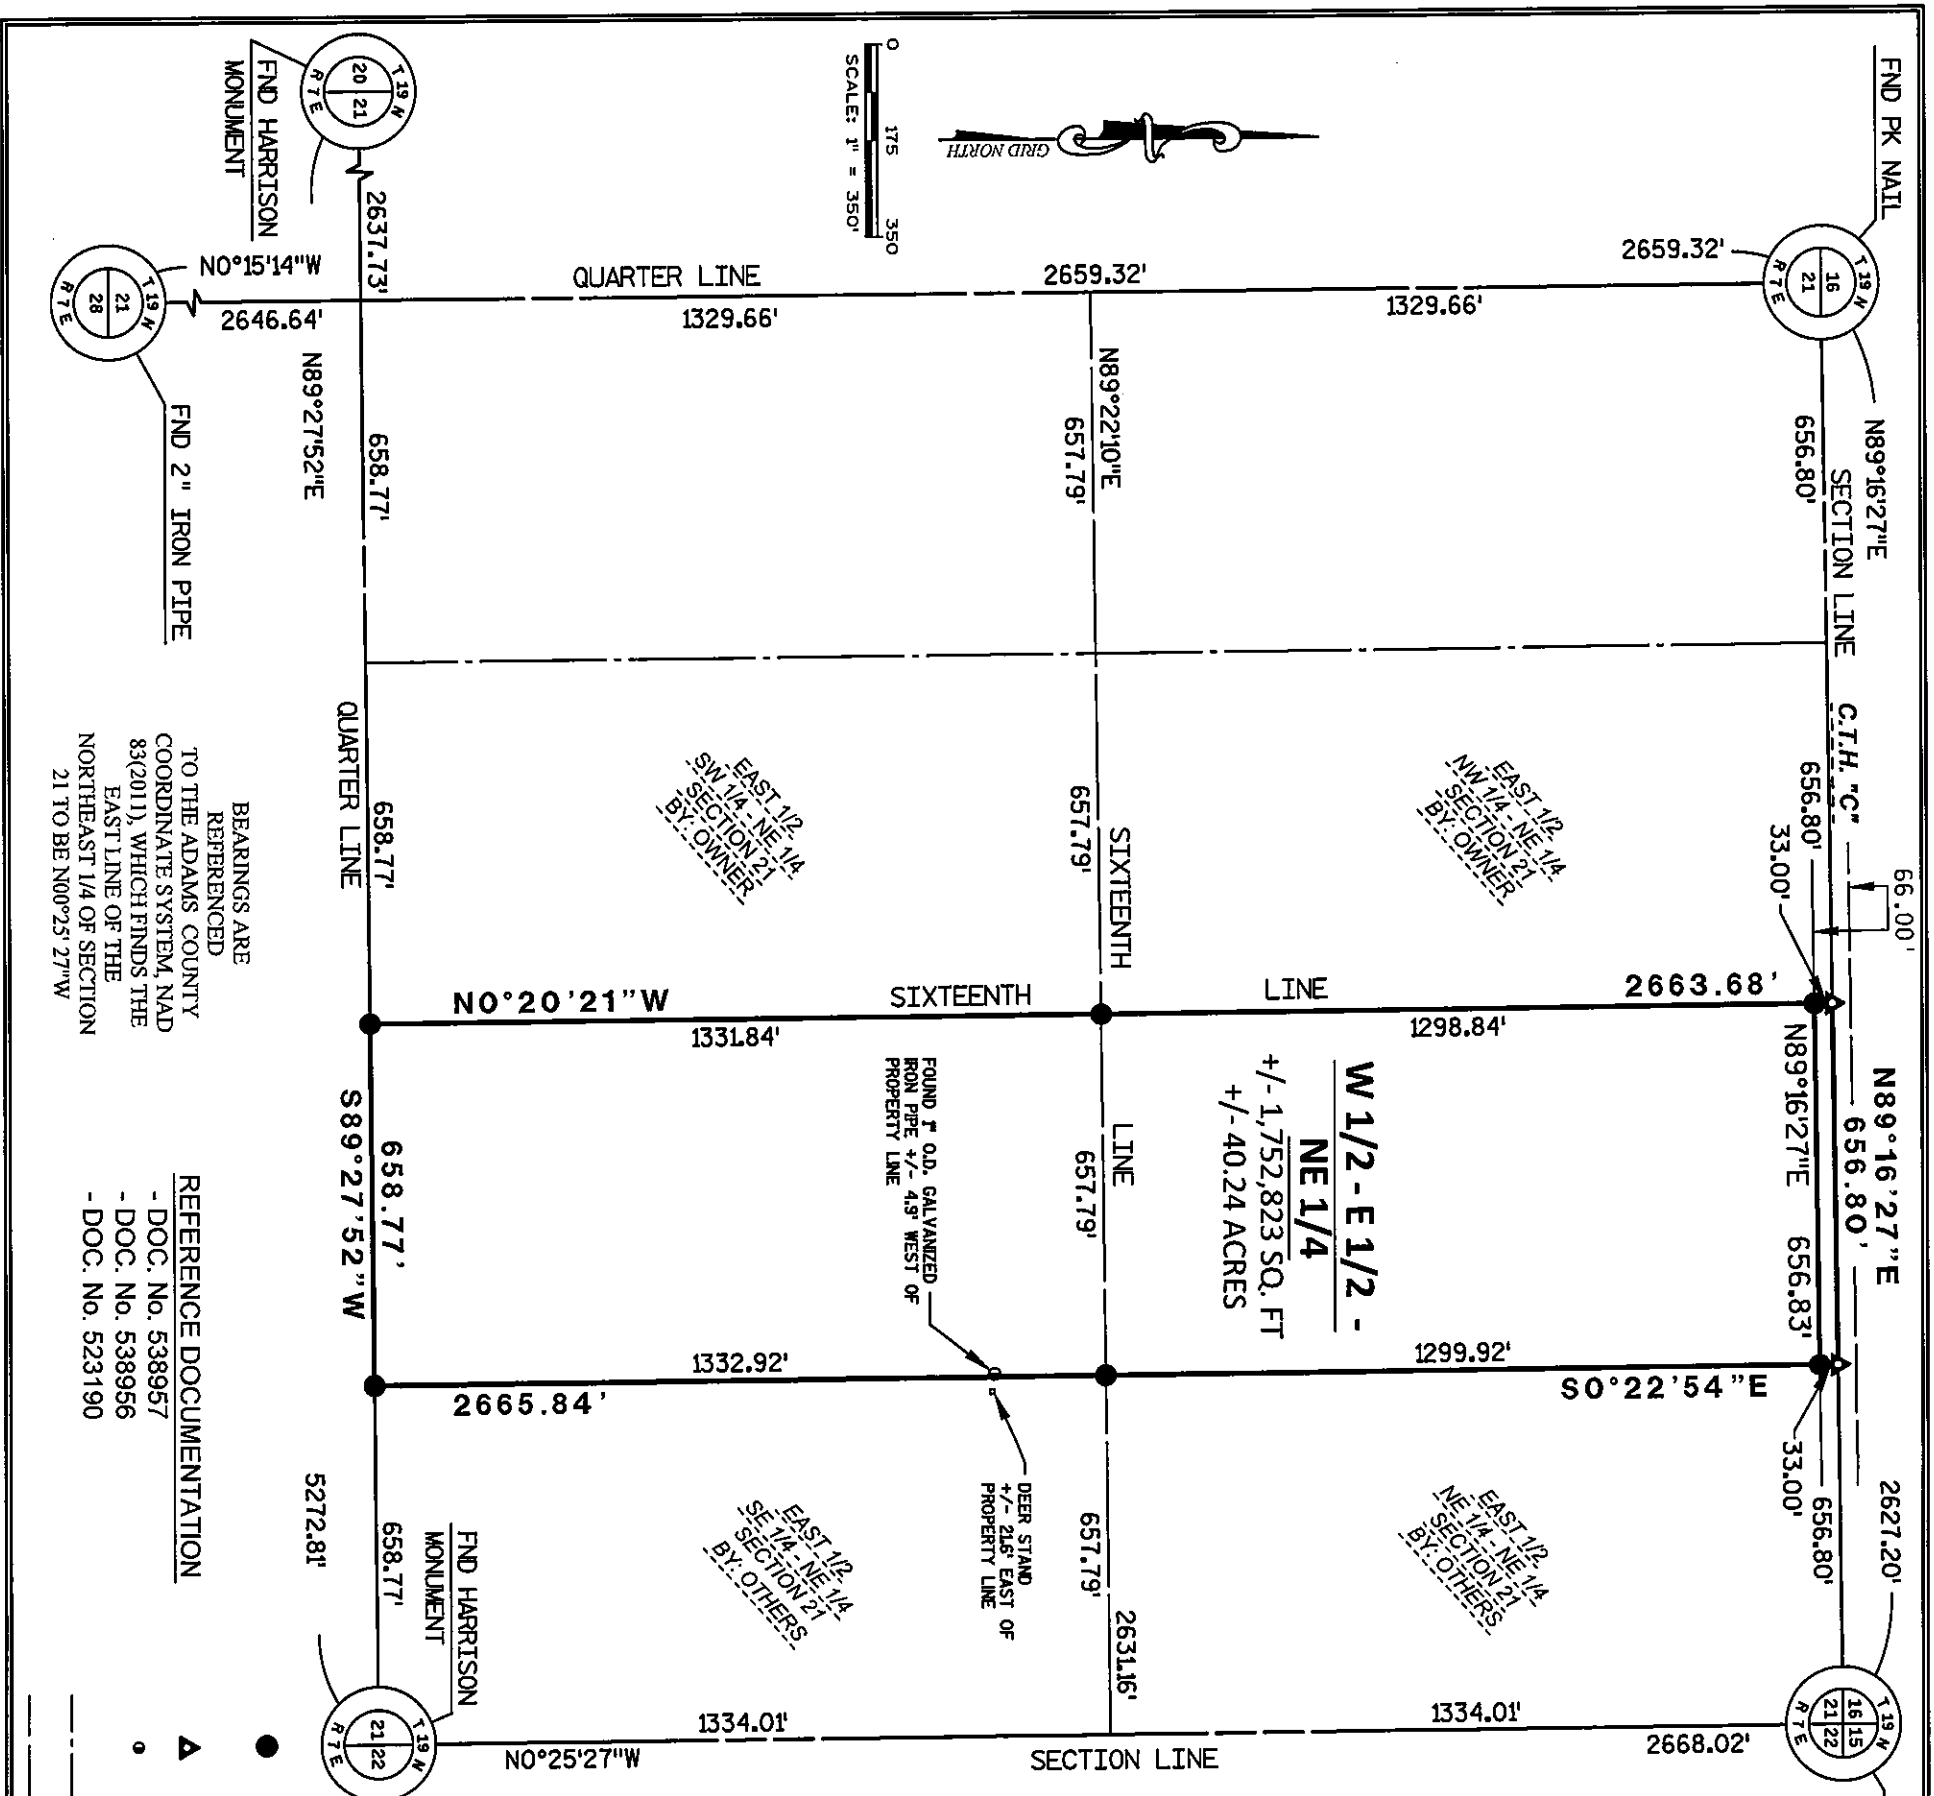 FND PK NAIL
T 19 N
16
21
R 7 E
2659.32'
N89°16'27"E
656.80'
SECTION LINE
C.T.H. "C"
66.00'
656.80'
33.00'
N89°16'27"E
656.80'
N89°16'27"E
656.83'
33.00'
656.80'
2627.20'
T 19 N
16 15
21 22
R 7 E
0 175 350
SCALE: 1" = 350'
GRID NORTH
QUARTER LINE
2659.32'
1329.66'
1329.66'
N89°22'10"E
657.79'
EAST 1/2
NW 1/4 - NE 1/4
SECTION 21
BY: OWNER
657.79'
SIXTEENTH
LINE
657.79'
657.79'
2631.16'
SIXTEENTH
LINE
2663.68'
1298.84'
N0°20'21"W
1331.84'
W 1/2 - E 1/2 -
NE 1/4
+/- 1,752,823 SQ. FT
+/- 40.24 ACRES
1299.92'
S0°22'54"E
1332.92'
2665.84'
FOUND 1" O.D. GALVANIZED
IRON PIPE +/- 4.9' WEST OF
PROPERTY LINE
DEER STAND
+/- 21.6' EAST OF
PROPERTY LINE
EAST 1/2
NE 1/4 - NE 1/4
SECTION 21
BY: OTHERS
EAST 1/2
SW 1/4 - NE 1/4
SECTION 21
BY: OWNER
EAST 1/2
SE 1/4 - NE 1/4
SECTION 21
BY: OTHERS
1334.01'
SECTION LINE
1334.01'
2668.02'
N0°25'27"W
T 19 N
20 21
R 7 E
FND HARRISON
MONUMENT
2637.73'
N0°15'14"W
2646.64'
T 19 N
21
28
R 7 E
FND 2" IRON PIPE
N89°27'52"E
658.77'
QUARTER LINE
658.77'
658.77'
S89°27'52"W
658.77'
5272.81'
FND HARRISON
MONUMENT
T 19 N
21 22
R 7 E
BEARINGS ARE
REFERENCED
TO THE ADAMS COUNTY
COORDINATE SYSTEM, NAD
83(2011), WHICH FINDS THE
EAST LINE OF THE
NORTHEAST 1/4 OF SECTION
21 TO BE N00°25' 27"W
REFERENCE DOCUMENTATION
- DOC. No. 538957
- DOC. No. 538956
- DOC. No. 523190